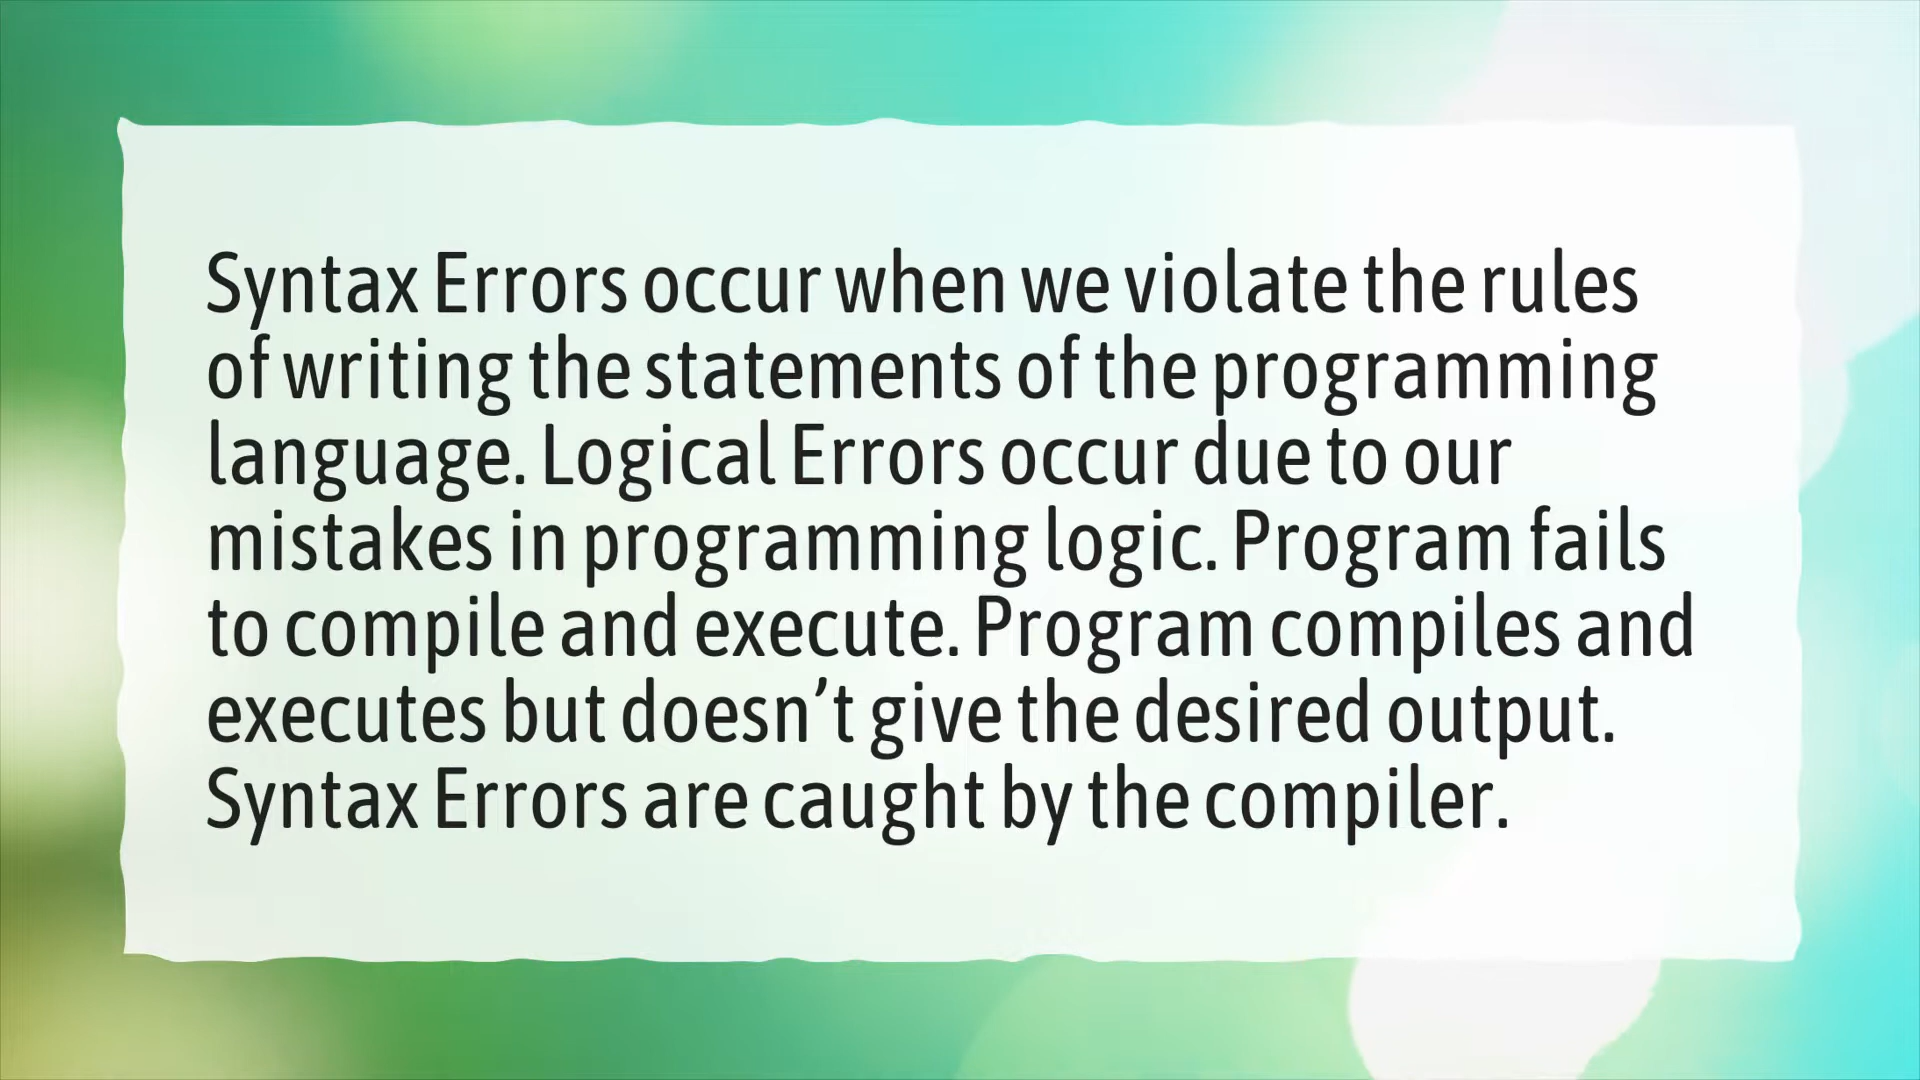 Syntax Errors occur when we violate the rules
of writing the statements of the programming
language. Logical Errors occur due to our
mistakes in programming logic. Program fails
to compile and execute. Program compiles and
executes but doesn’t give the desired output.
Syntax Errors are caught by the compiler.